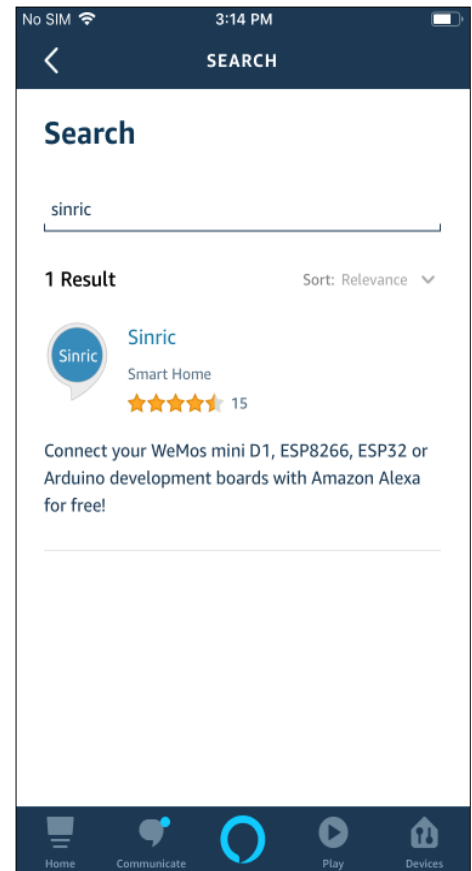 No SIM 3:14 PM
SEARCH
Search
sinric
1 Result Sort: Relevance
Sinric
Sinric
Smart Home
15
Connect your WeMos mini D1, ESP8266, ESP32 or
Arduino development boards with Amazon Alexa
for free!
Home Communicate Play Devices